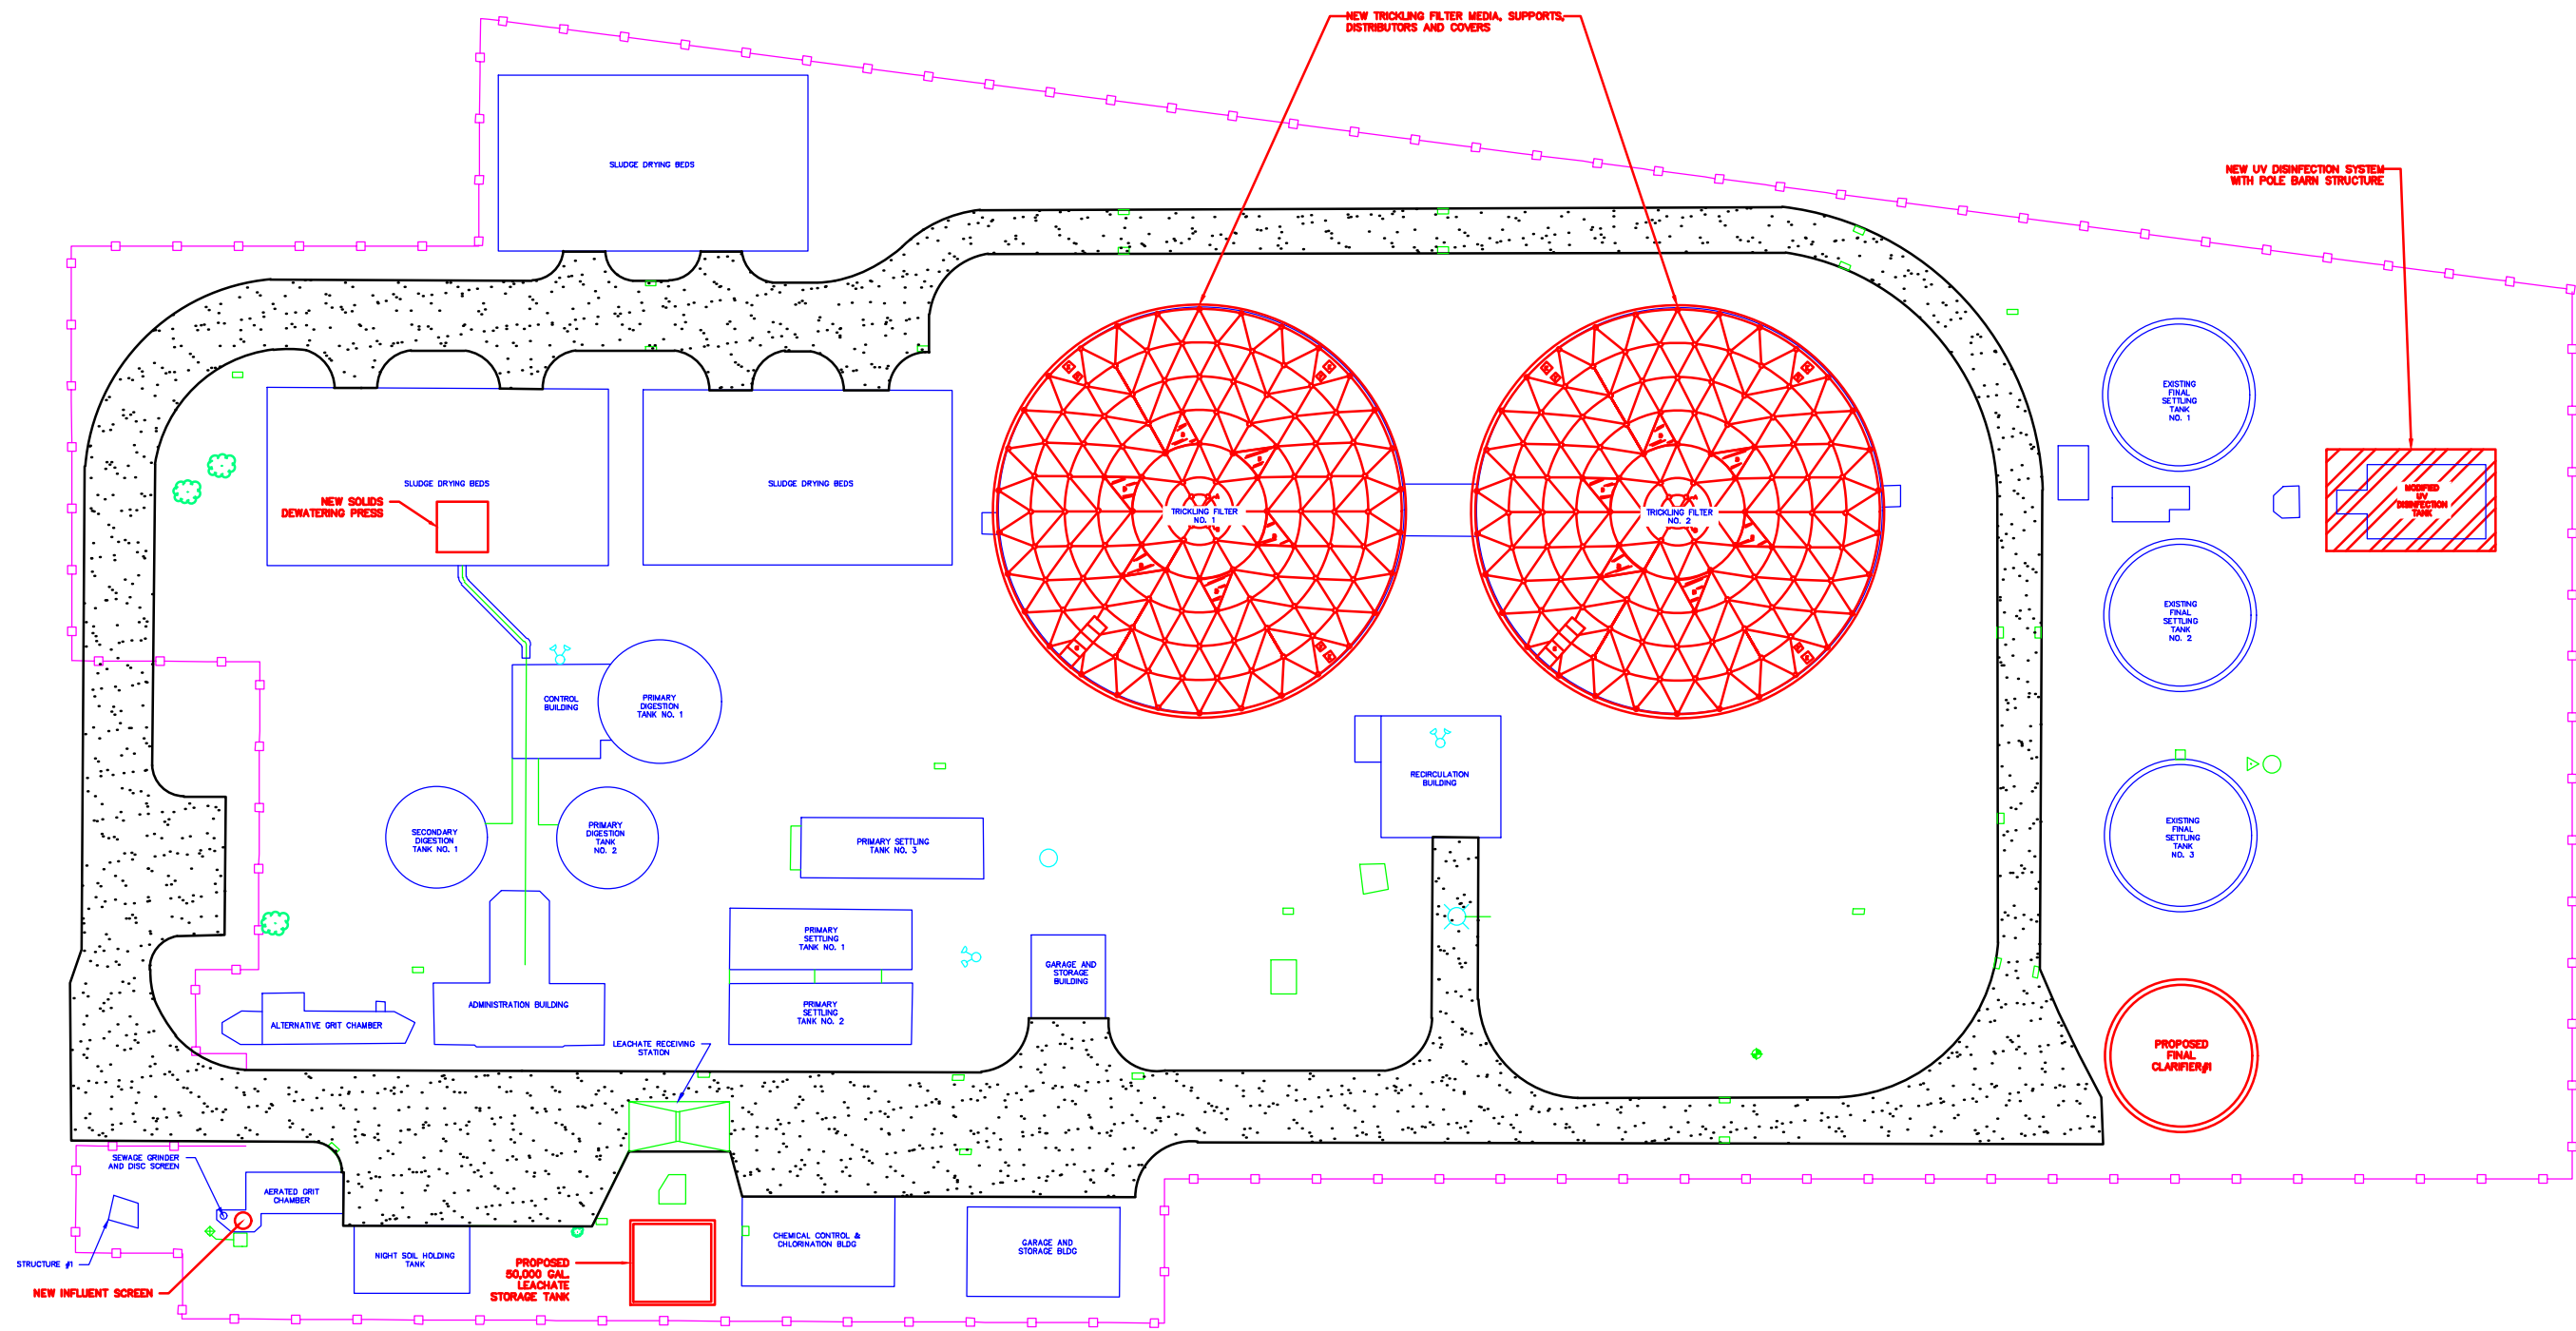 NEW TRICKLING FILTER MEDIA, SUPPORTS,
DISTRIBUTORS AND COVERS
SLUDGE DRYING BEDS
NEW UV DISINFECTION SYSTEM
WITH POLE BARN STRUCTURE
EXISTING
FINAL
SETTLING
TANK
NO. 1
SLUDGE DRYING BEDS
SLUDGE DRYING BEDS
NEW SOLIDS
DEWATERING PRESS
TRICKLING FILTER
NO. 1
TRICKLING FILTER
NO. 2
MODIFIED
UV
DISINFECTION
TANK
EXISTING
FINAL
SETTLING
TANK
NO. 2
CONTROL
BUILDING
PRIMARY
DIGESTION
TANK NO. 1
RECIRCULATION
BUILDING
SECONDARY
DIGESTION
TANK NO. 1
PRIMARY
DIGESTION
TANK
NO. 2
PRIMARY SETTLING
TANK NO. 3
EXISTING
FINAL
SETTLING
TANK
NO. 3
PRIMARY
SETTLING
TANK NO. 1
GARAGE AND
STORAGE
BUILDING
ADMINISTRATION BUILDING
PRIMARY
SETTLING
TANK NO. 2
ALTERNATIVE GRIT CHAMBER
LEACHATE RECEIVING
STATION
PROPOSED
FINAL
CLARIFIER#1
SEWAGE GRINDER
AND DISC SCREEN
AERATED GRIT
CHAMBER
CHEMICAL CONTROL &
CHLORINATION BLDG
GARAGE AND
STORAGE BLDG
NIGHT SOIL HOLDING
TANK
STRUCTURE #1
PROPOSED
50,000 GAL.
LEACHATE
STORAGE TANK
NEW INFLUENT SCREEN